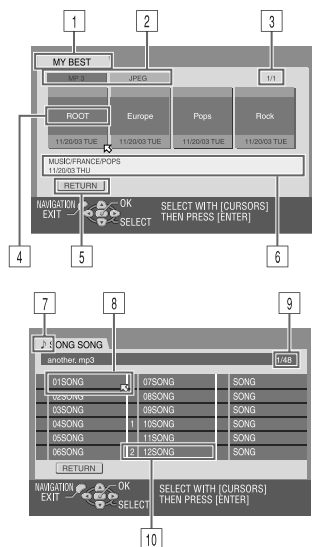 1 2 3
MY BEST
MP 3 JPEG 1/1
ROOT Europe Pops Rock
11/20/03 TUE 11/20/03 TUE 11/20/03 TUE 11/20/03 TUE
MUSIC/FRANCE/POPS
11/20/03 THU
RETURN
NAVIGATION OK SELECT WITH [CURSORS]
EXIT SELECT THEN PRESS [ENTER]
4 5 6
7 8 9
♪ SONG SONG
another, mp3 1/48
01SONG 07SONG SONG
02SONG 08SONG SONG
03SONG 09SONG SONG
04SONG 1 10SONG SONG
05SONG 11SONG SONG
06SONG 2 12SONG SONG
RETURN
NAVIGATION OK SELECT WITH [CURSORS]
EXIT SELECT THEN PRESS [ENTER]
10